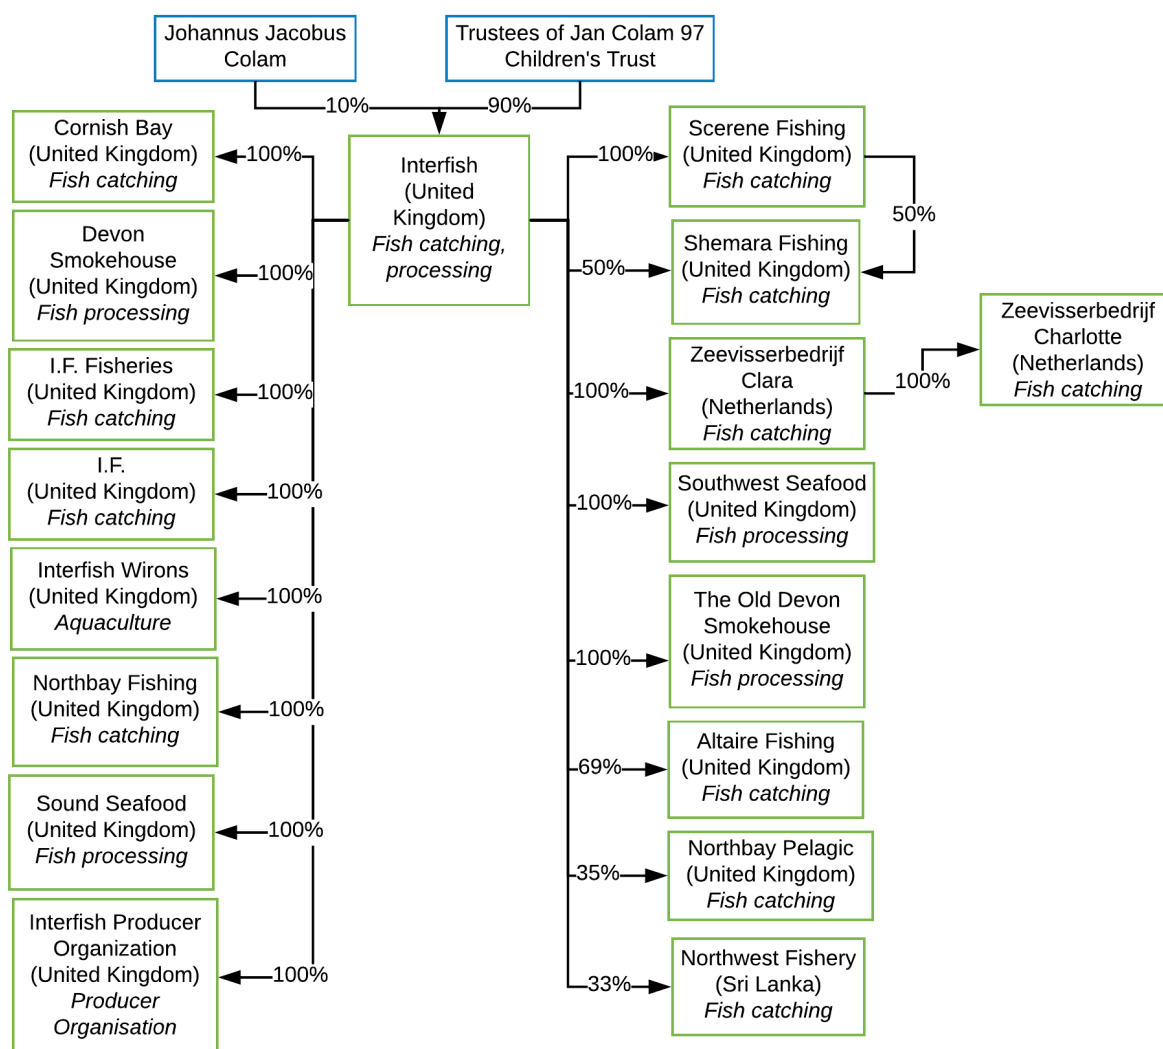 Johannus Jacobus
Colam
Trustees of Jan Colam 97
Children's Trust
10%
90%
Interfish
(United
Kingdom)
Fish catching,
processing
Cornish Bay
(United Kingdom)
Fish catching
100%
Devon
Smokehouse
(United Kingdom)
Fish processing
100%
I.F. Fisheries
(United Kingdom)
Fish catching
100%
I.F.
(United Kingdom)
Fish catching
100%
Interfish Wirons
(United Kingdom)
Aquaculture
100%
Northbay Fishing
(United Kingdom)
Fish catching
100%
Sound Seafood
(United Kingdom)
Fish processing
100%
Interfish Producer
Organization
(United Kingdom)
Producer
Organisation
100%
100%
Scerene Fishing
(United Kingdom)
Fish catching
50%
50%
Shemara Fishing
(United Kingdom)
Fish catching
100%
Zeevisserbedrijf
Clara
(Netherlands)
Fish catching
100%
Zeevisserbedrijf
Charlotte
(Netherlands)
Fish catching
100%
Southwest Seafood
(United Kingdom)
Fish processing
100%
The Old Devon
Smokehouse
(United Kingdom)
Fish processing
69%
Altaire Fishing
(United Kingdom)
Fish catching
35%
Northbay Pelagic
(United Kingdom)
Fish catching
33%
Northwest Fishery
(Sri Lanka)
Fish catching